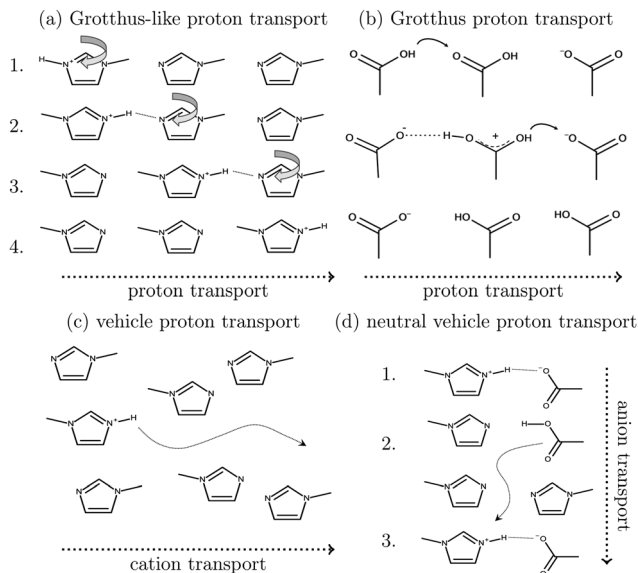 (a) Grotthus-like proton transport
1.
H N⁺ N
N N
N N
2.
N N⁺ H
N N
N N
3.
N N
N N⁺ H
N N
4.
N N
N N
N N⁺ H
proton transport
(b) Grotthus proton transport
O OH
O OH
⁻O O
O O⁻
H O + OH
⁻O O
O O⁻
HO O
HO O
proton transport
(c) vehicle proton transport
N N
N N
N N
N N⁺ H
N N
N N
N N
cation transport
(d) neutral vehicle proton transport
1.
N N⁺ H ⁻O
O
2.
N N
H O
O
N N
N N
3.
N N⁺ H ⁻O
O
anion transport